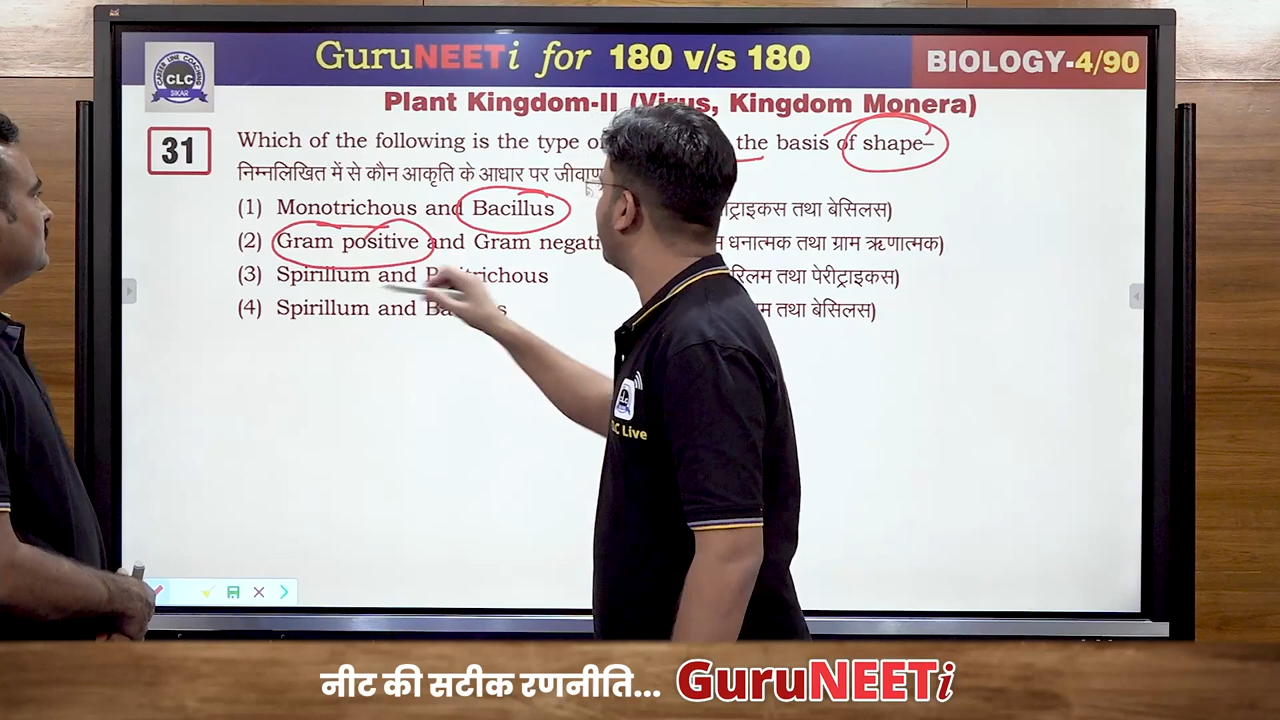 GuruNEETi for 180 v/s 180
BIOLOGY-4/90
CAREER LINE COACHING
CLC
SIKAR
Plant Kingdom-II (Virus, Kingdom Monera)
31
Which of the following is the type of the basis of shape–
निम्नलिखित में से कौन आकृति के आधार पर
(1) Monotrichous and Bacillus तथा बेसिलस)
(2) Gram positive and Gram धनात्मक तथा ग्राम ऋणात्मक)
(3) Spirillum and तथा पेरीट्राइकस)
(4) Spirillum and तथा बेसिलस)
CLC
Live
नीट की सटीक रणनीति... GuruNEETi